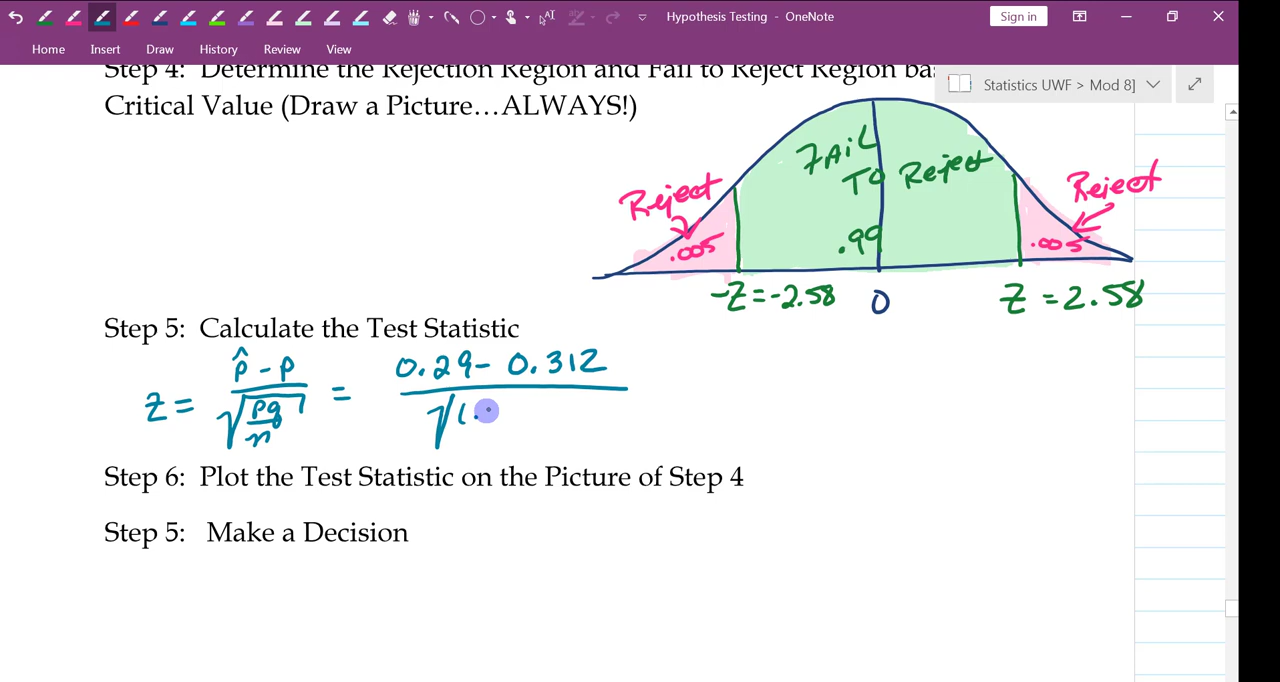 Hypothesis Testing - OneNote
Sign in
Home Insert Draw History Review View
Statistics UWF > Mod 8]
Step 4: Determine the Rejection Region and Fail to Reject Region ba
Critical Value (Draw a Picture…ALWAYS!)
FAIL
TO Reject
Reject
Reject
.005
.99
.005
-Z = -2.58
0
Z = 2.58
Step 5: Calculate the Test Statistic
z = p̂ - p / √pq/n = 0.29 - 0.312 / √(.
Step 6: Plot the Test Statistic on the Picture of Step 4
Step 5: Make a Decision